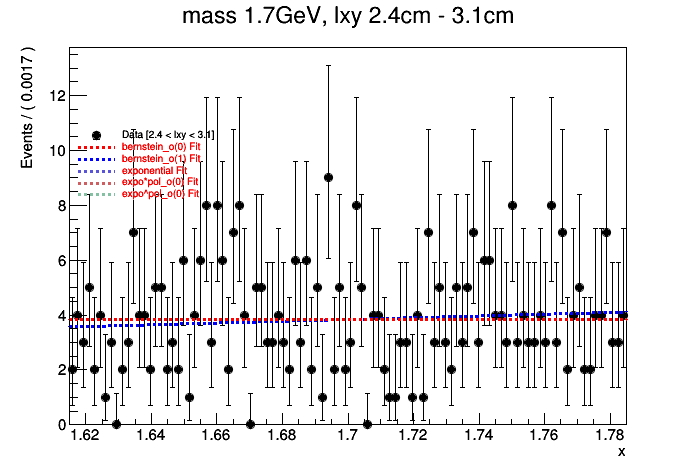 mass 1.7GeV, lxy 2.4cm - 3.1cm
Events / ( 0.0017 )
12
10
8
6
4
2
0
Data [2.4 < lxy < 3.1]
bernstein_o(0) Fit
bernstein_o(1) Fit
exponential Fit
expo*pol_o(0) Fit
expo^pol_o(0) Fit
1.62 1.64 1.66 1.68 1.7 1.72 1.74 1.76 1.78
x